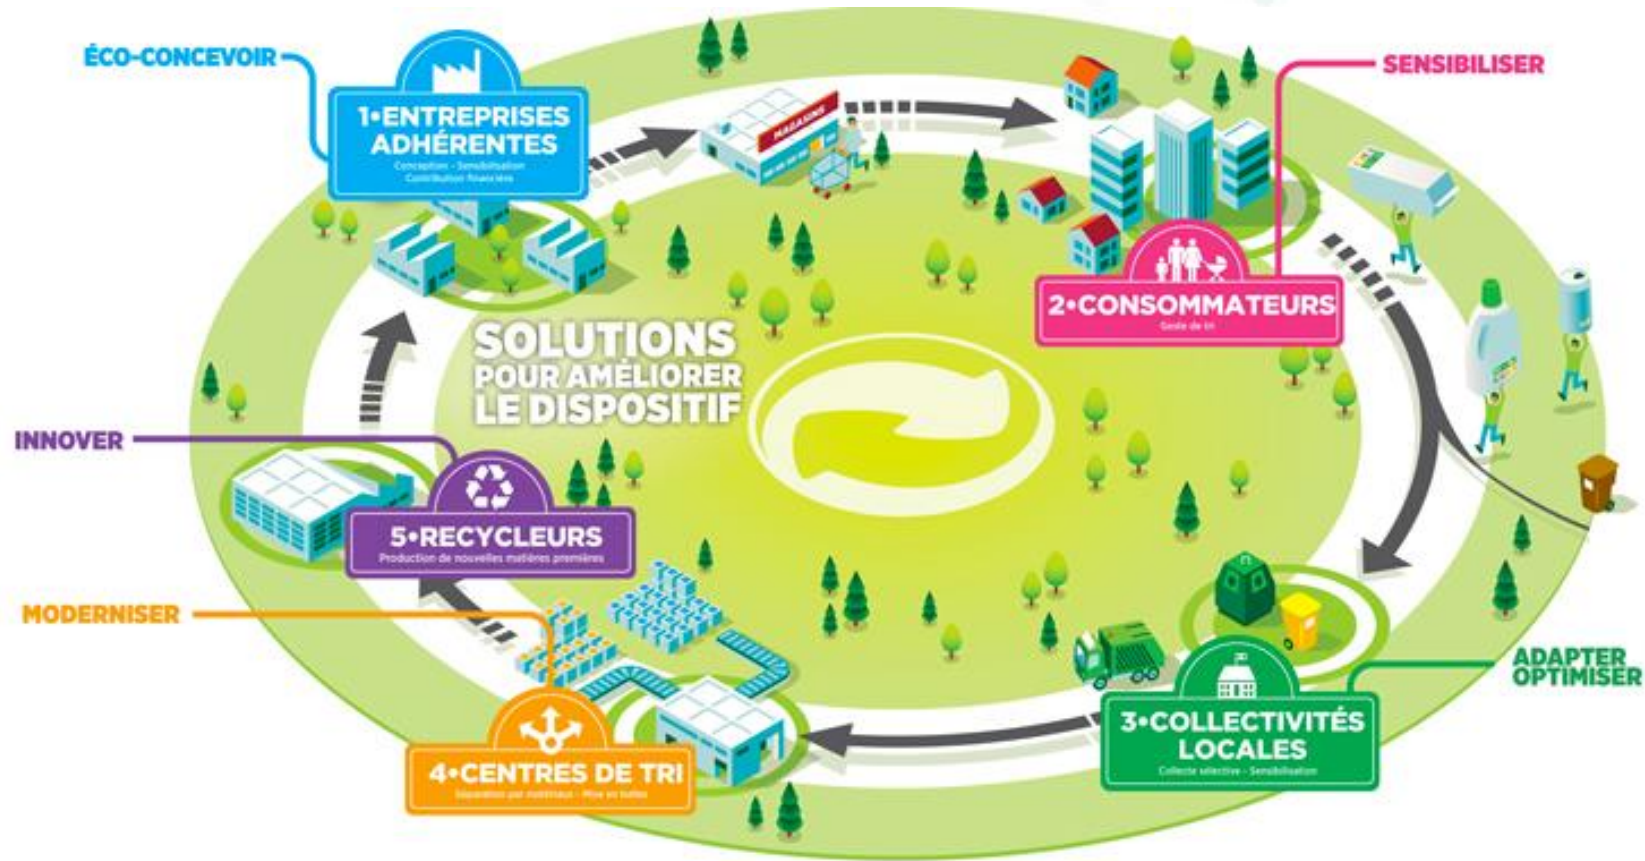 ÉCO-CONCEVOIR
1•ENTREPRISES
ADHÉRENTES
Conception - Sensibilisation
Contribution financière
MAGASINS
SENSIBILISER
2•CONSOMMATEURS
Geste de tri
SOLUTIONS
POUR AMÉLIORER
LE DISPOSITIF
INNOVER
5•RECYCLEURS
Production de nouvelles matières premières
MODERNISER
4•CENTRES DE TRI
Séparation par matériaux - Mise en balles
3•COLLECTIVITÉS
LOCALES
Collecte sélective - Sensibilisation
ADAPTER
OPTIMISER